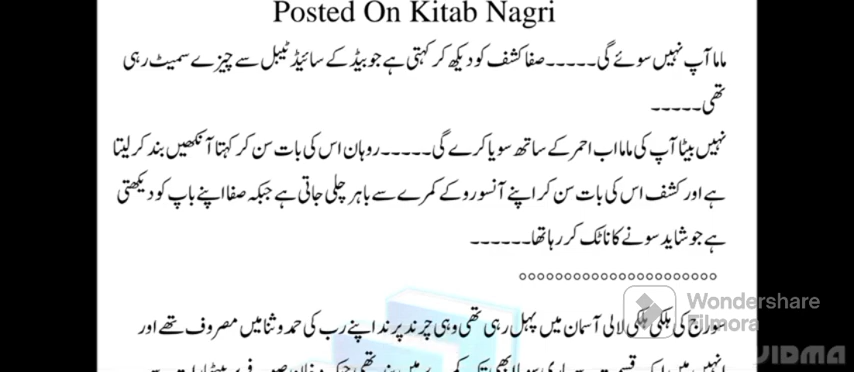 Posted On Kitab Nagri
ماما آپ نہیں سوئے گی۔۔۔۔۔صفا کشف کو دیکھ کر کہتی ہے جو بیڈ کے سائیڈ ٹیبل سے چیزے سمیٹ رہی
تھی۔۔۔۔۔
نہیں بیٹا آپ کی ماما اب احمر کے ساتھ سویا کرے گی۔۔۔۔۔روہان اس کی بات سن کر کہتا آنکھیں بند کر لیتا
ہے اور کشف اس کی بات سن کر اپنے آنسو روکے کمرے سے باہر چلی جاتی ہے جبکہ صفا اپنے باپ کو دیکھتی
ہے جو شاید سونے کا ناٹک کر رہا تھا۔۔۔۔۔۔
°°°°°°°°°°°°°°°°°°°°°°
سورج کی ہلکی ہلکی لالی آسمان میں پہل رہی تھی وہی چرند پرند اپنے رب کی حمد و ثنا میں مصروف تھے اور
Wondershare
Filmora
VIDMA